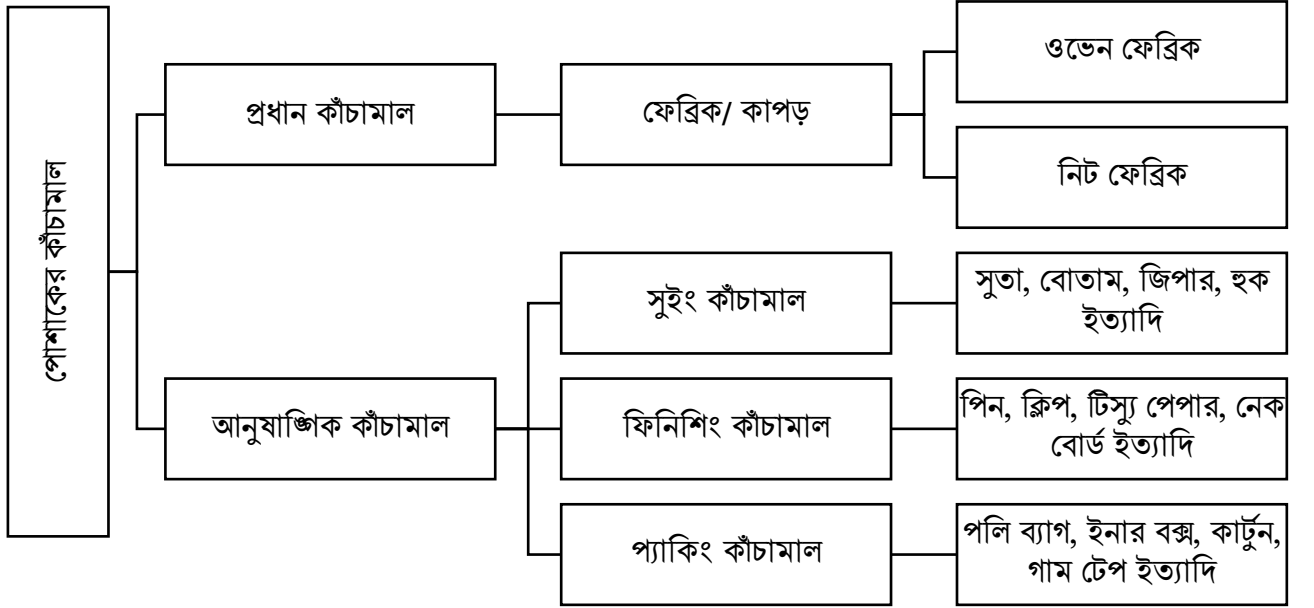 পোশাকের কাঁচামাল
প্রধান কাঁচামাল
ফেব্রিক/ কাপড়
ওভেন ফেব্রিক
নিট ফেব্রিক
আনুষাঙ্গিক কাঁচামাল
সুইং কাঁচামাল
সুতা, বোতাম, জিপার, হুক
ইত্যাদি
ফিনিশিং কাঁচামাল
পিন, ক্লিপ, টিস্যু পেপার, নেক
বোর্ড ইত্যাদি
প্যাকিং কাঁচামাল
পলি ব্যাগ, ইনার বক্স, কার্টুন,
গাম টেপ ইত্যাদি